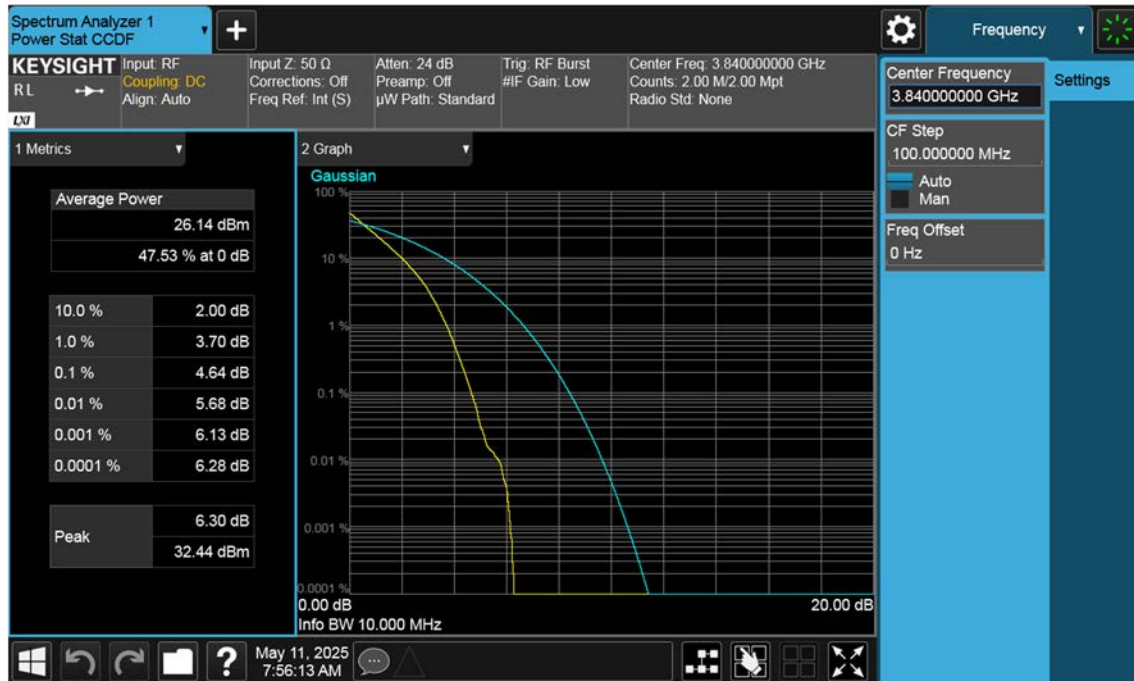 Spectrum Analyzer 1
Power Stat CCDF
Frequency
KEYSIGHT
R L
LXI
Input: RF
Coupling: DC
Align: Auto
Input Z: 50 Ω
Corrections: Off
Freq Ref: Int (S)
Atten: 24 dB
Preamp: Off
µW Path: Standard
Trig: RF Burst
#IF Gain: Low
Center Freq: 3.840000000 GHz
Counts: 2.00 M/2.00 Mpt
Radio Std: None
Center Frequency
3.840000000 GHz
Settings
CF Step
100.000000 MHz
Auto
Man
Freq Offset
0 Hz
1 Metrics
Average Power
26.14 dBm
47.53 % at 0 dB
10.0 % 2.00 dB
1.0 % 3.70 dB
0.1 % 4.64 dB
0.01 % 5.68 dB
0.001 % 6.13 dB
0.0001 % 6.28 dB
Peak
6.30 dB
32.44 dBm
2 Graph
Gaussian
100 %
10 %
1 %
0.1 %
0.01 %
0.001 %
0.0001 %
0.00 dB 20.00 dB
Info BW 10.000 MHz
?
May 11, 2025
7:56:13 AM